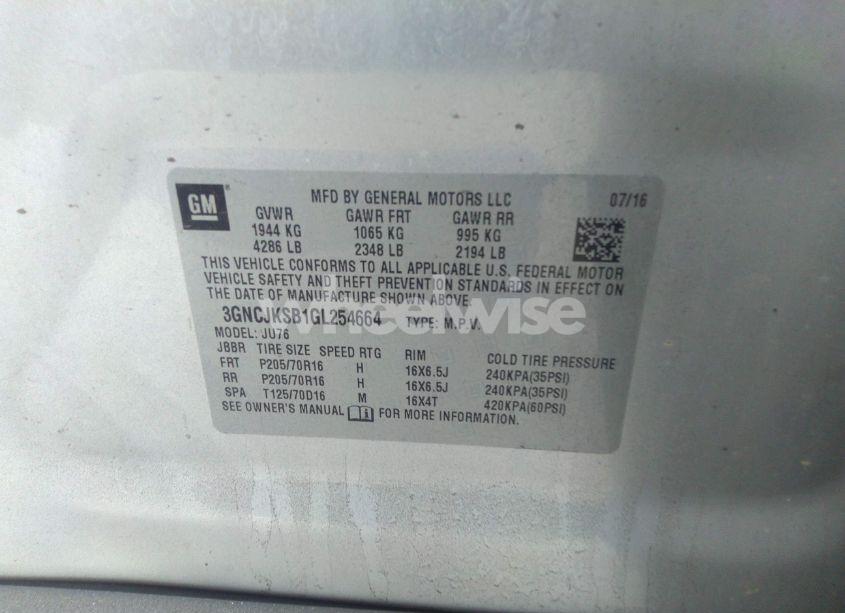 GM ® MFD BY GENERAL MOTORS LLC 07/16
GVWR GAWR FRT GAWR RR
1944 KG 1065 KG 995 KG
4286 LB 2348 LB 2194 LB
THIS VEHICLE CONFORMS TO ALL APPLICABLE U.S. FEDERAL MOTOR
VEHICLE SAFETY AND THEFT PREVENTION STANDARDS IN EFFECT ON
THE DATE OF MANUFACTURE SHOWN ABOVE.
3GNCJKSB1GL254664 TYPE: M.P.V.
wheelwise
MODEL: JU76
JBBR TIRE SIZE SPEED RTG RIM COLD TIRE PRESSURE
FRT P205/70R16 H 16X6.5J 240KPA(35PSI)
RR P205/70R16 H 16X6.5J 240KPA(35PSI)
SPA T125/70D16 M 16X4T 420KPA(60PSI)
SEE OWNER'S MANUAL FOR MORE INFORMATION.